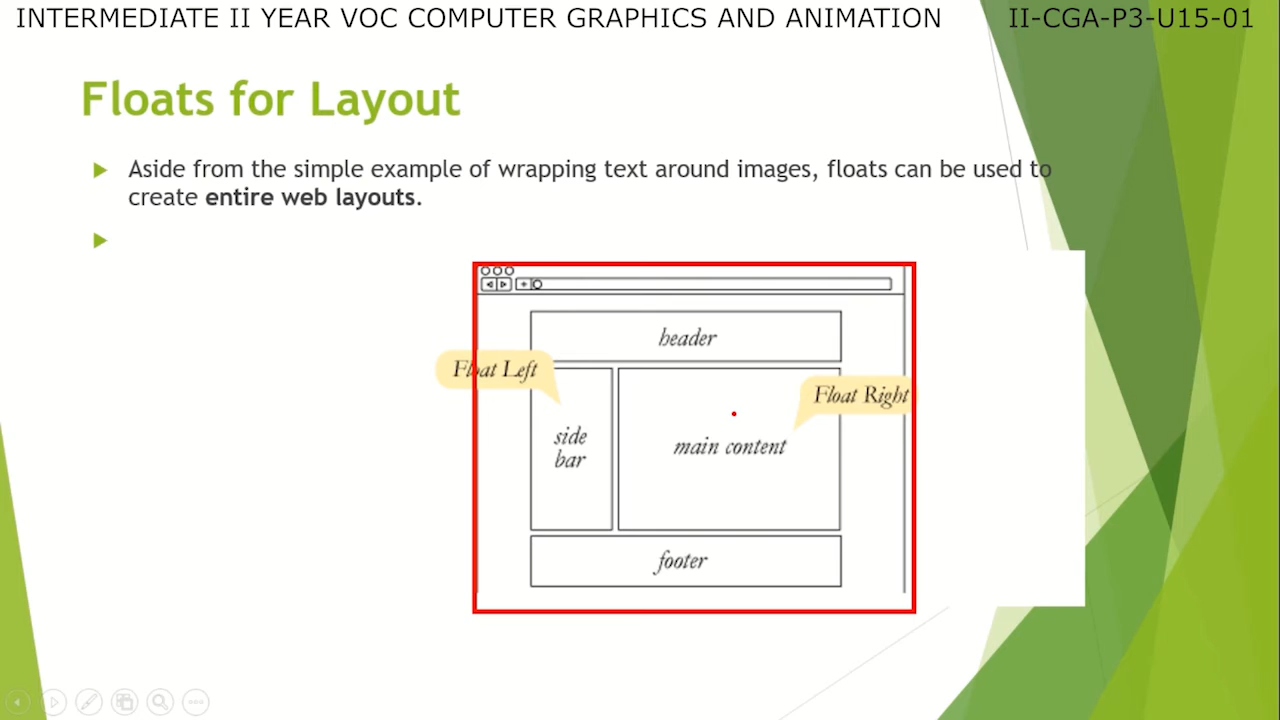 INTERMEDIATE II YEAR VOC COMPUTER GRAPHICS AND ANIMATION II-CGA-P3-U15-01
Floats for Layout
Aside from the simple example of wrapping text around images, floats can be used to
create entire web layouts.
header
Float Left
Float Right
side
bar
main content
footer